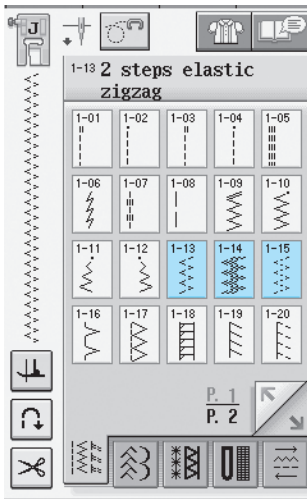 J
1-13 2 steps elastic
zigzag
1-01 1-02 1-03 1-04 1-05
1-06 1-07 1-08 1-09 1-10
1-11 1-12 1-13 1-14 1-15
1-16 1-17 1-18 1-19 1-20
P. 1
P. 2